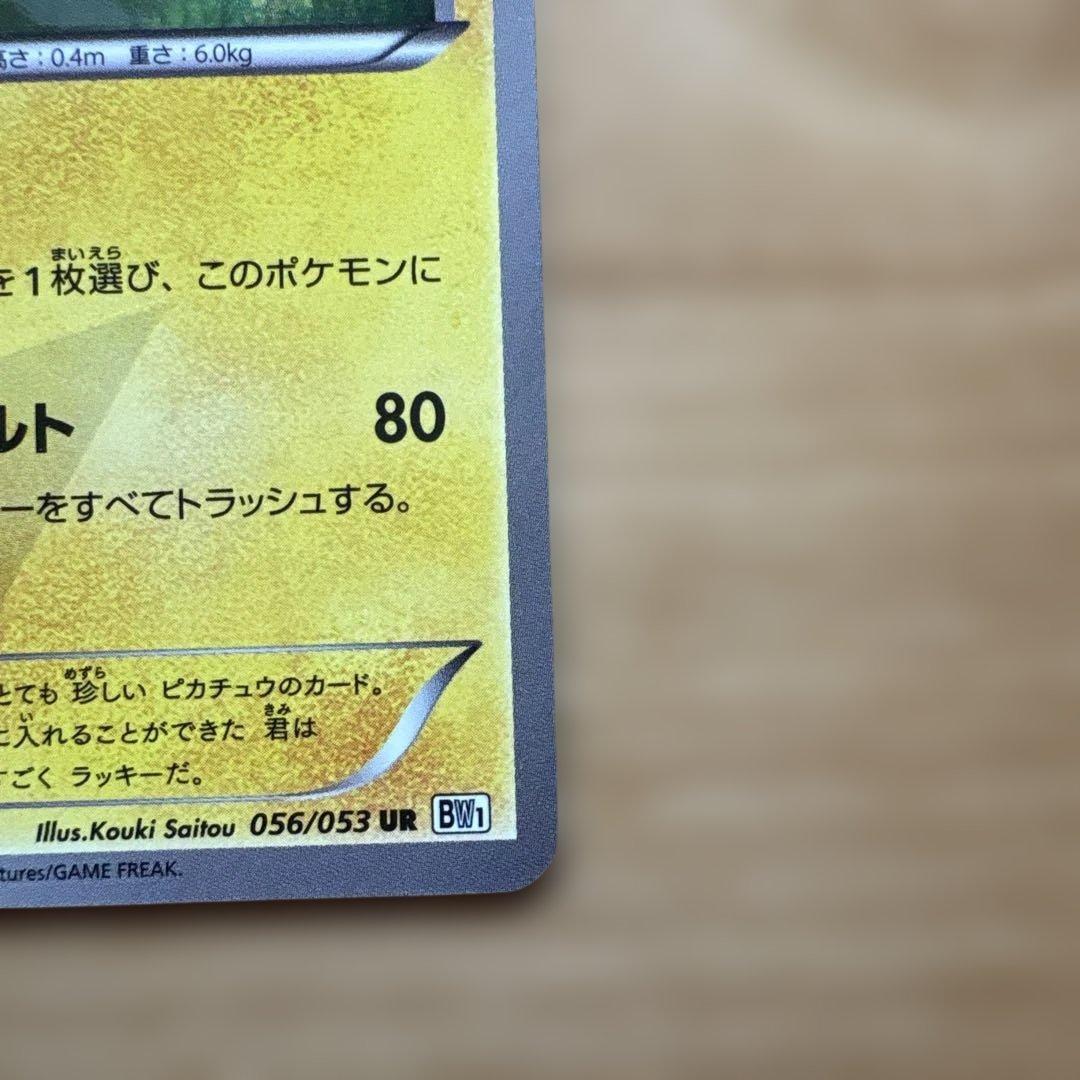 高さ：0.4m 重さ：6.0kg
まいえら
を1枚選び、このポケモンに
ルト 80
ーをすべてトラッシュする。
めずら
とても 珍しい ピカチュウのカード。
い きみ
に入れることができた 君は
すごく ラッキーだ。
Illus.Kouki Saitou 056/053 UR BW1
tures/GAME FREAK.